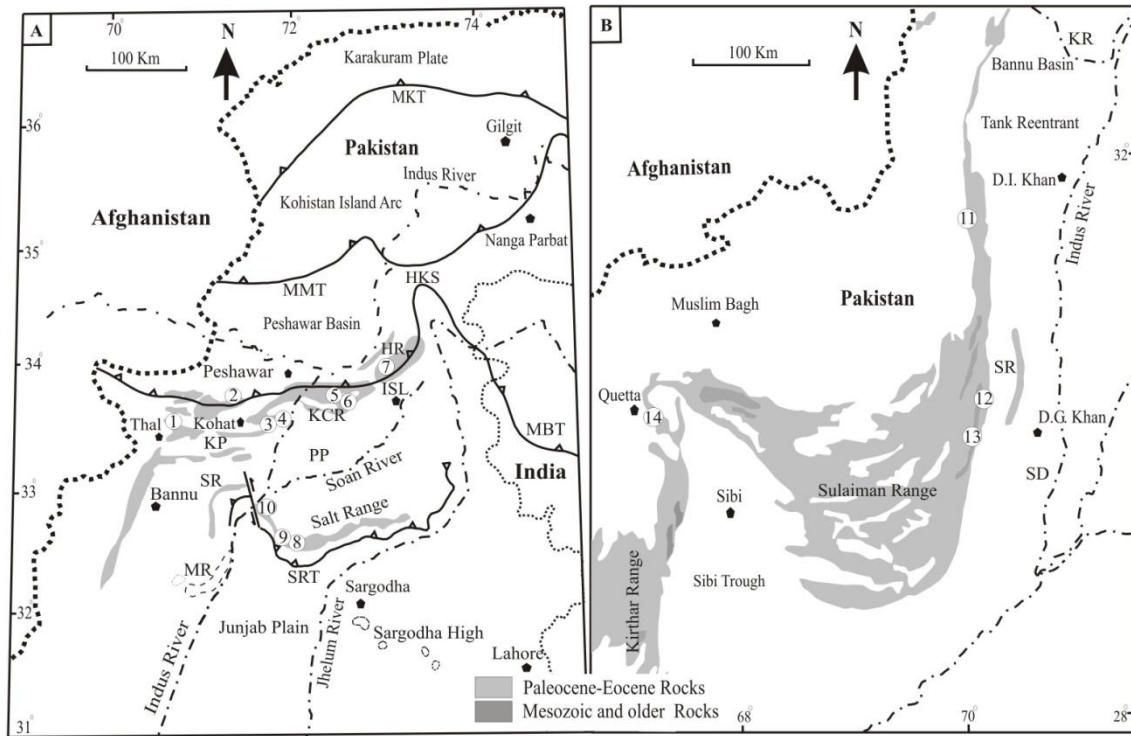 A
70°
72°
74°
N
100 Km
Karakuram Plate
MKT
36°
Gilgit
Pakistan
Indus River
Kohistan Island Arc
Afghanistan
Nanga Parbat
35°
HKS
MMT
Peshawar Basin
34°
HR
7
Peshawar
2
5
ISL
6
1
Thal
Kohat
3
4
KCR
KP
MBT
PP
India
Soan River
33°
SR
Bannu
10
Salt Range
9
8
MR
SRT
32°
Sargodha
Junjab Plain
Sargodha High
Indus River
Jhelum River
Lahore
31°
B
N
KR
100 Km
Bannu Basin
Tank Reentrant
32°
Afghanistan
D.I. Khan
11
Indus River
Muslim Bagh
Pakistan
SR
Quetta
14
12
D.G. Khan
13
SD
Sulaiman Range
Sibi
Sibi Trough
Kirthar Range
68°
70°
28°
Paleocene-Eocene Rocks
Mesozoic and older Rocks